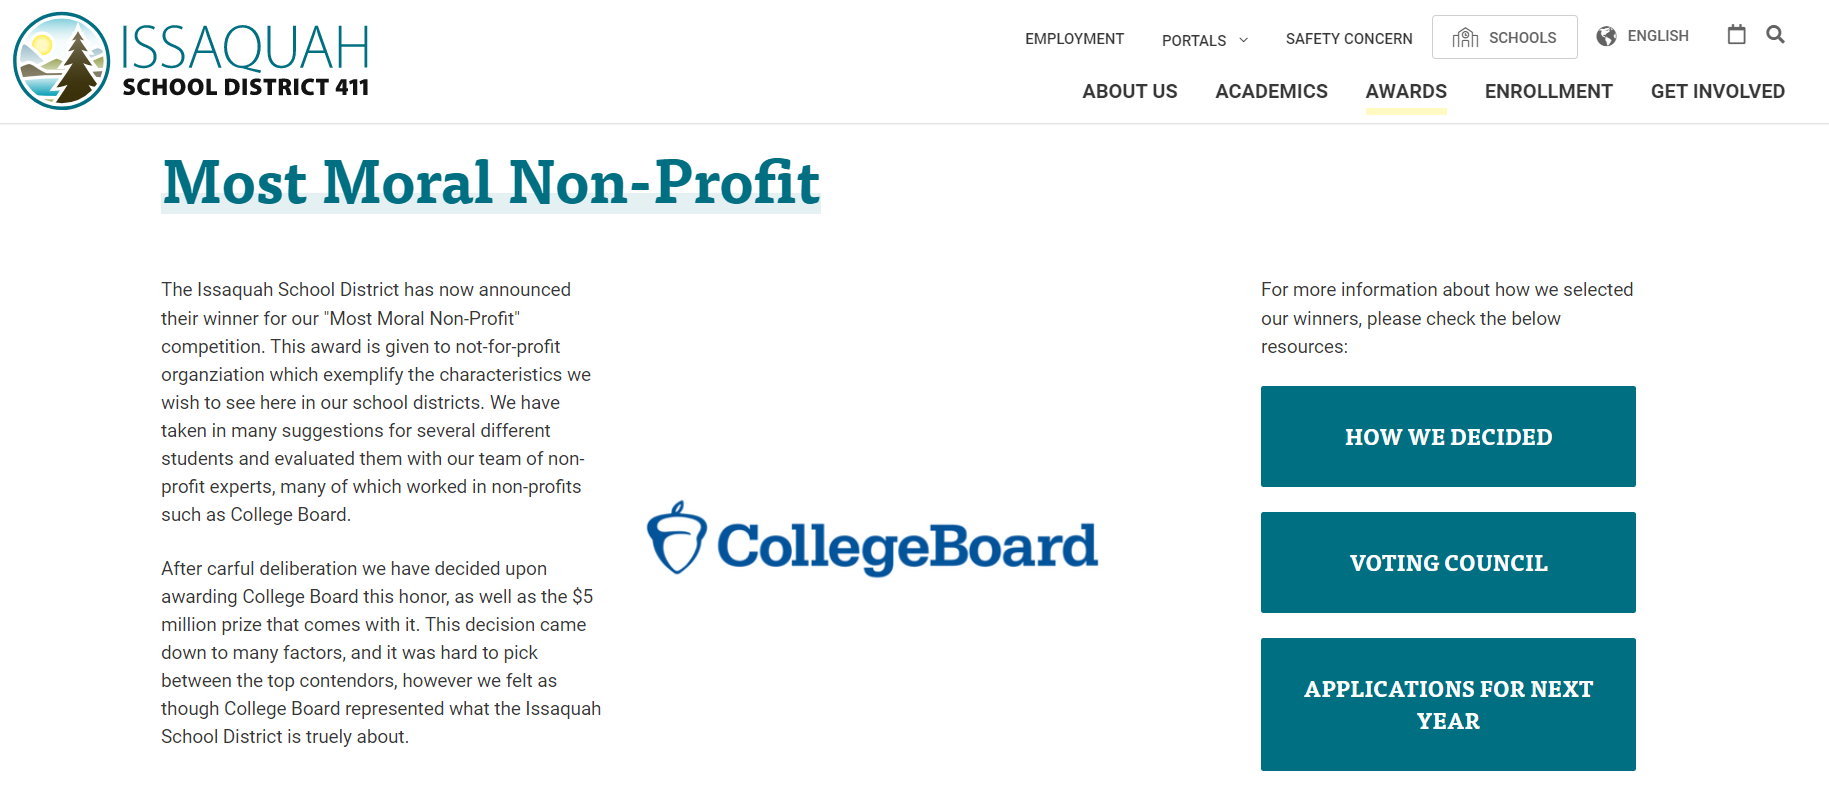 ISSAQUAH
SCHOOL DISTRICT 411
EMPLOYMENT
PORTALS
SAFETY CONCERN
SCHOOLS
ENGLISH
ABOUT US
ACADEMICS
AWARDS
ENROLLMENT
GET INVOLVED
Most Moral Non-Profit
The Issaquah School District has now announced
their winner for our "Most Moral Non-Profit"
competition. This award is given to not-for-profit
organziation which exemplify the characteristics we
wish to see here in our school districts. We have
taken in many suggestions for several different
students and evaluated them with our team of non-
profit experts, many of which worked in non-profits
such as College Board.
After carful deliberation we have decided upon
awarding College Board this honor, as well as the $5
million prize that comes with it. This decision came
down to many factors, and it was hard to pick
between the top contendors, however we felt as
though College Board represented what the Issaquah
School District is truely about.
CollegeBoard
For more information about how we selected
our winners, please check the below
resources:
HOW WE DECIDED
VOTING COUNCIL
APPLICATIONS FOR NEXT
YEAR